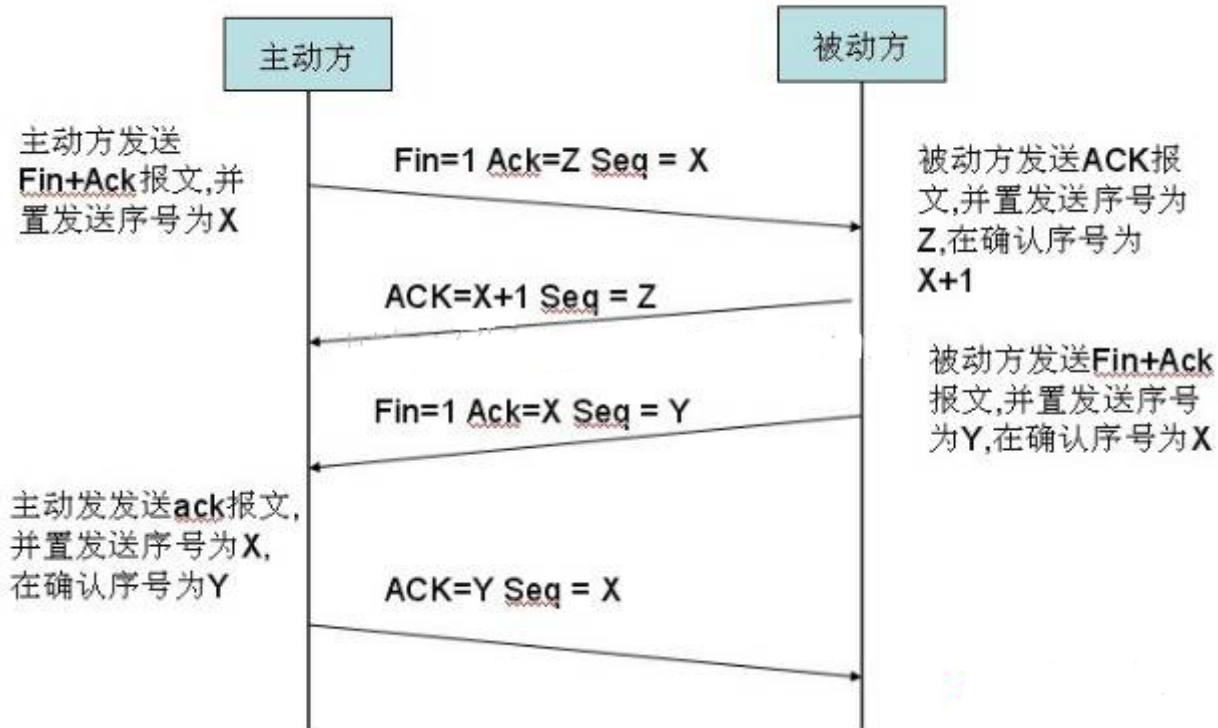 主动方
被动方
主动方发送
Fin+Ack报文,并
置发送序号为X
Fin=1 Ack=Z Seq = X
被动方发送ACK报
文,并置发送序号为
Z,在确认序号为
X+1
ACK=X+1 Seq = Z
被动方发送Fin+Ack
报文,并置发送序号
为Y,在确认序号为X
Fin=1 Ack=X Seq = Y
主动发发送ack报文,
并置发送序号为X,
在确认序号为Y
ACK=Y Seq = X